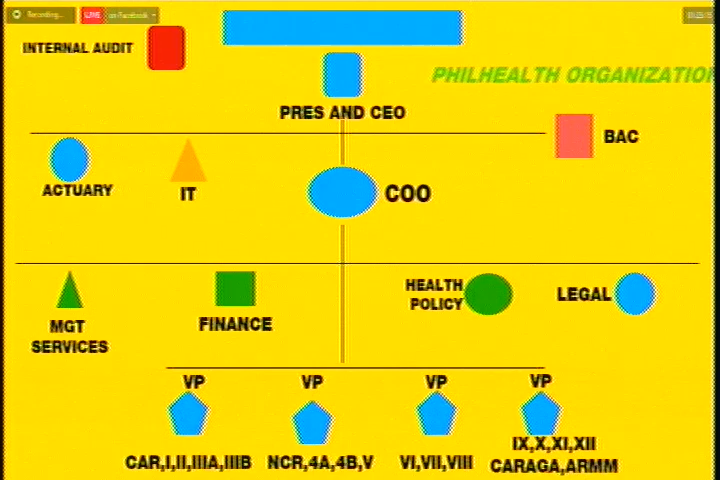 Recording...
LIVE on Facebook
INTERNAL AUDIT
PHILHEALTH ORGANIZATION
PRES AND CEO
BAC
ACTUARY
IT
COO
HEALTH
POLICY
LEGAL
MGT
SERVICES
FINANCE
VP
VP
VP
VP
CAR,I,II,IIIA,IIIB
NCR,4A,4B,V
VI,VII,VIII
IX,X,XI,XII
CARAGA,ARMM